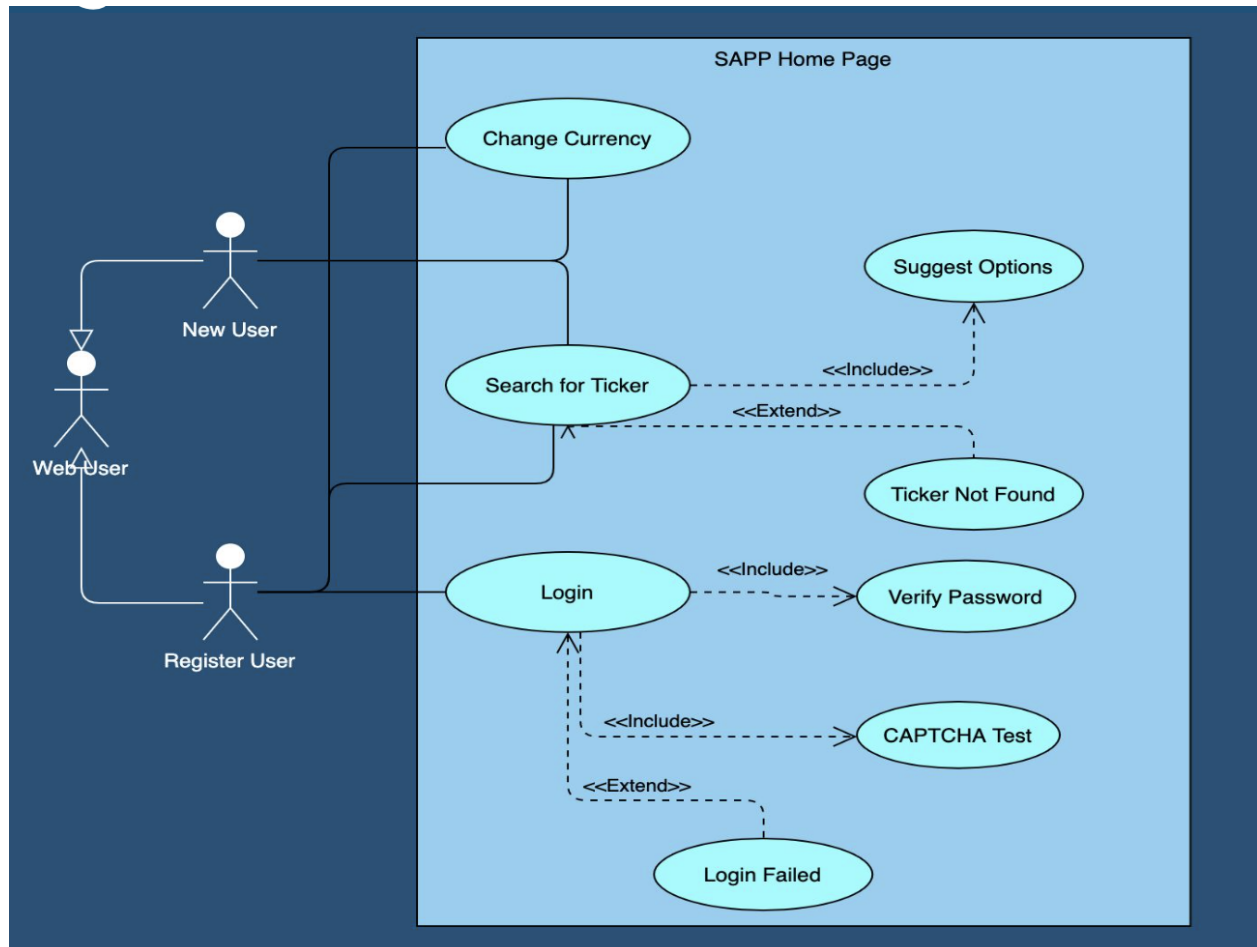 SAPP Home Page
Change Currency
Suggest Options
New User
Search for Ticker
<<Include>>
<<Extend>>
Web User
Ticker Not Found
<<Include>>
Login
Verify Password
Register User
<<Include>>
CAPTCHA Test
<<Extend>>
Login Failed